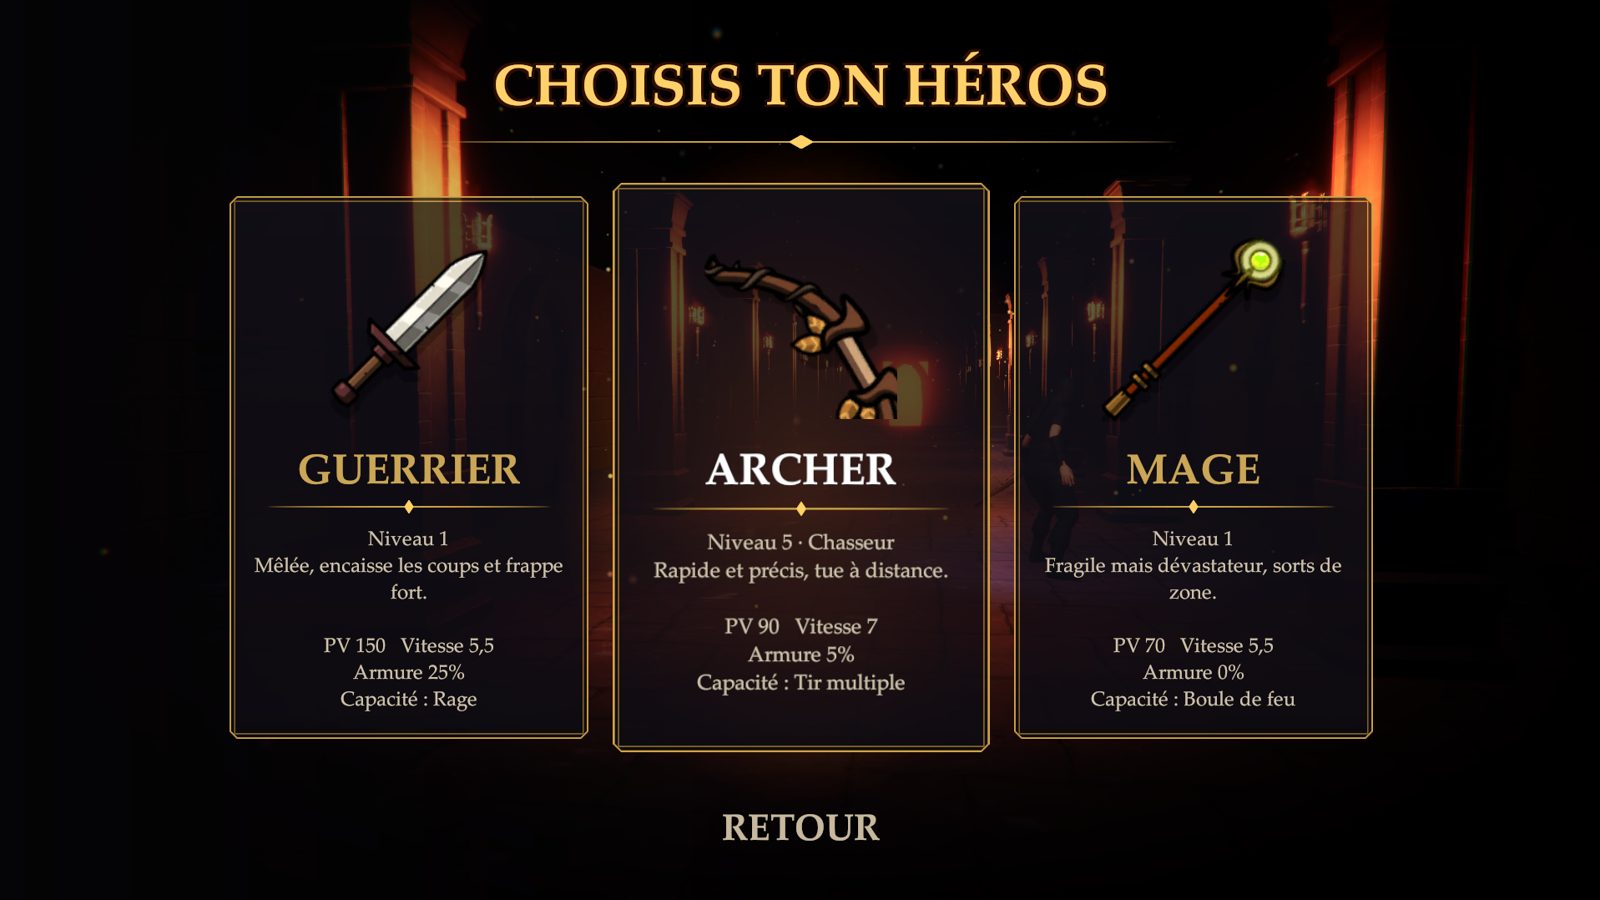 CHOISIS TON HÉROS
GUERRIER
Niveau 1
Mêlée, encaisse les coups et frappe
fort.
PV 150 Vitesse 5,5
Armure 25%
Capacité : Rage
ARCHER
Niveau 5 · Chasseur
Rapide et précis, tue à distance.
PV 90 Vitesse 7
Armure 5%
Capacité : Tir multiple
MAGE
Niveau 1
Fragile mais dévastateur, sorts de
zone.
PV 70 Vitesse 5,5
Armure 0%
Capacité : Boule de feu
RETOUR